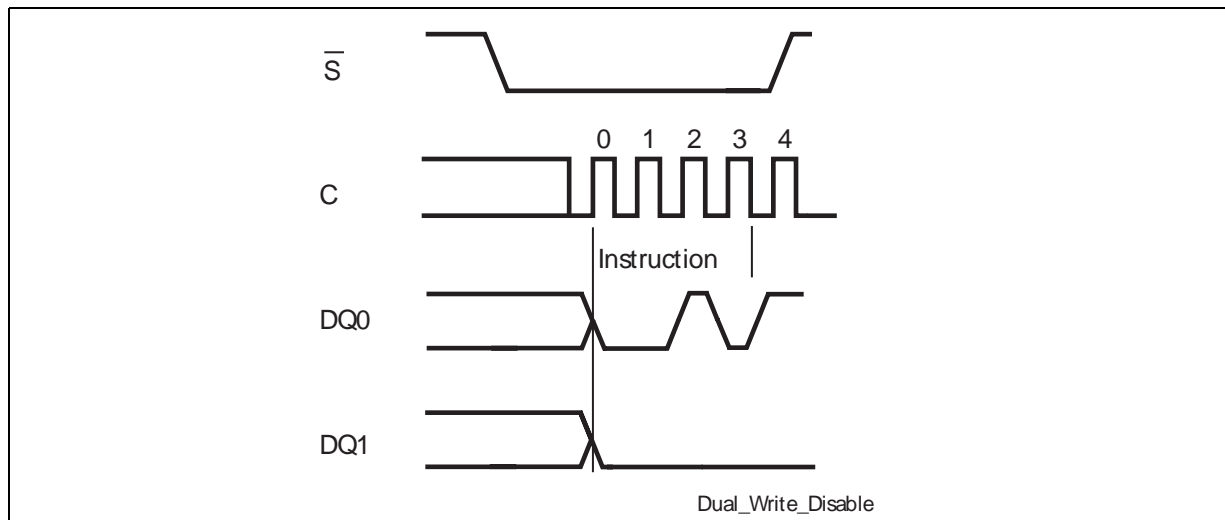 S̅
0 1 2 3 4
C
Instruction
DQ0
DQ1
Dual_Write_Disable